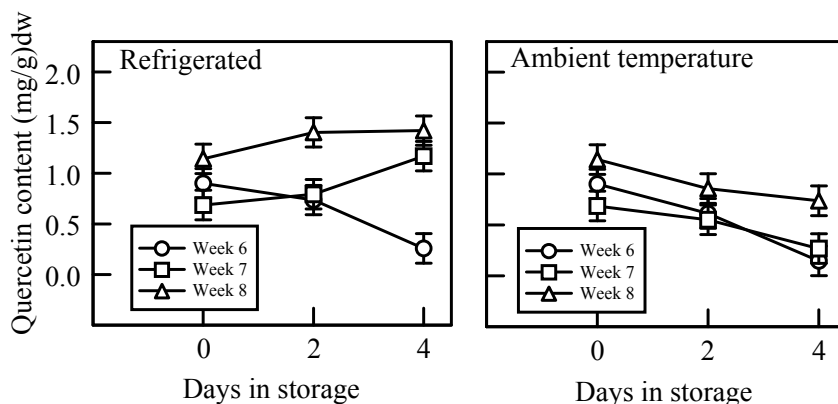 Quercetin content (mg/g)dw
Refrigerated
2.0
1.5
1.0
0.5
0.0
Week 6
Week 7
Week 8
0 2 4
Days in storage
Ambient temperature
Week 6
Week 7
Week 8
0 2 4
Days in storage